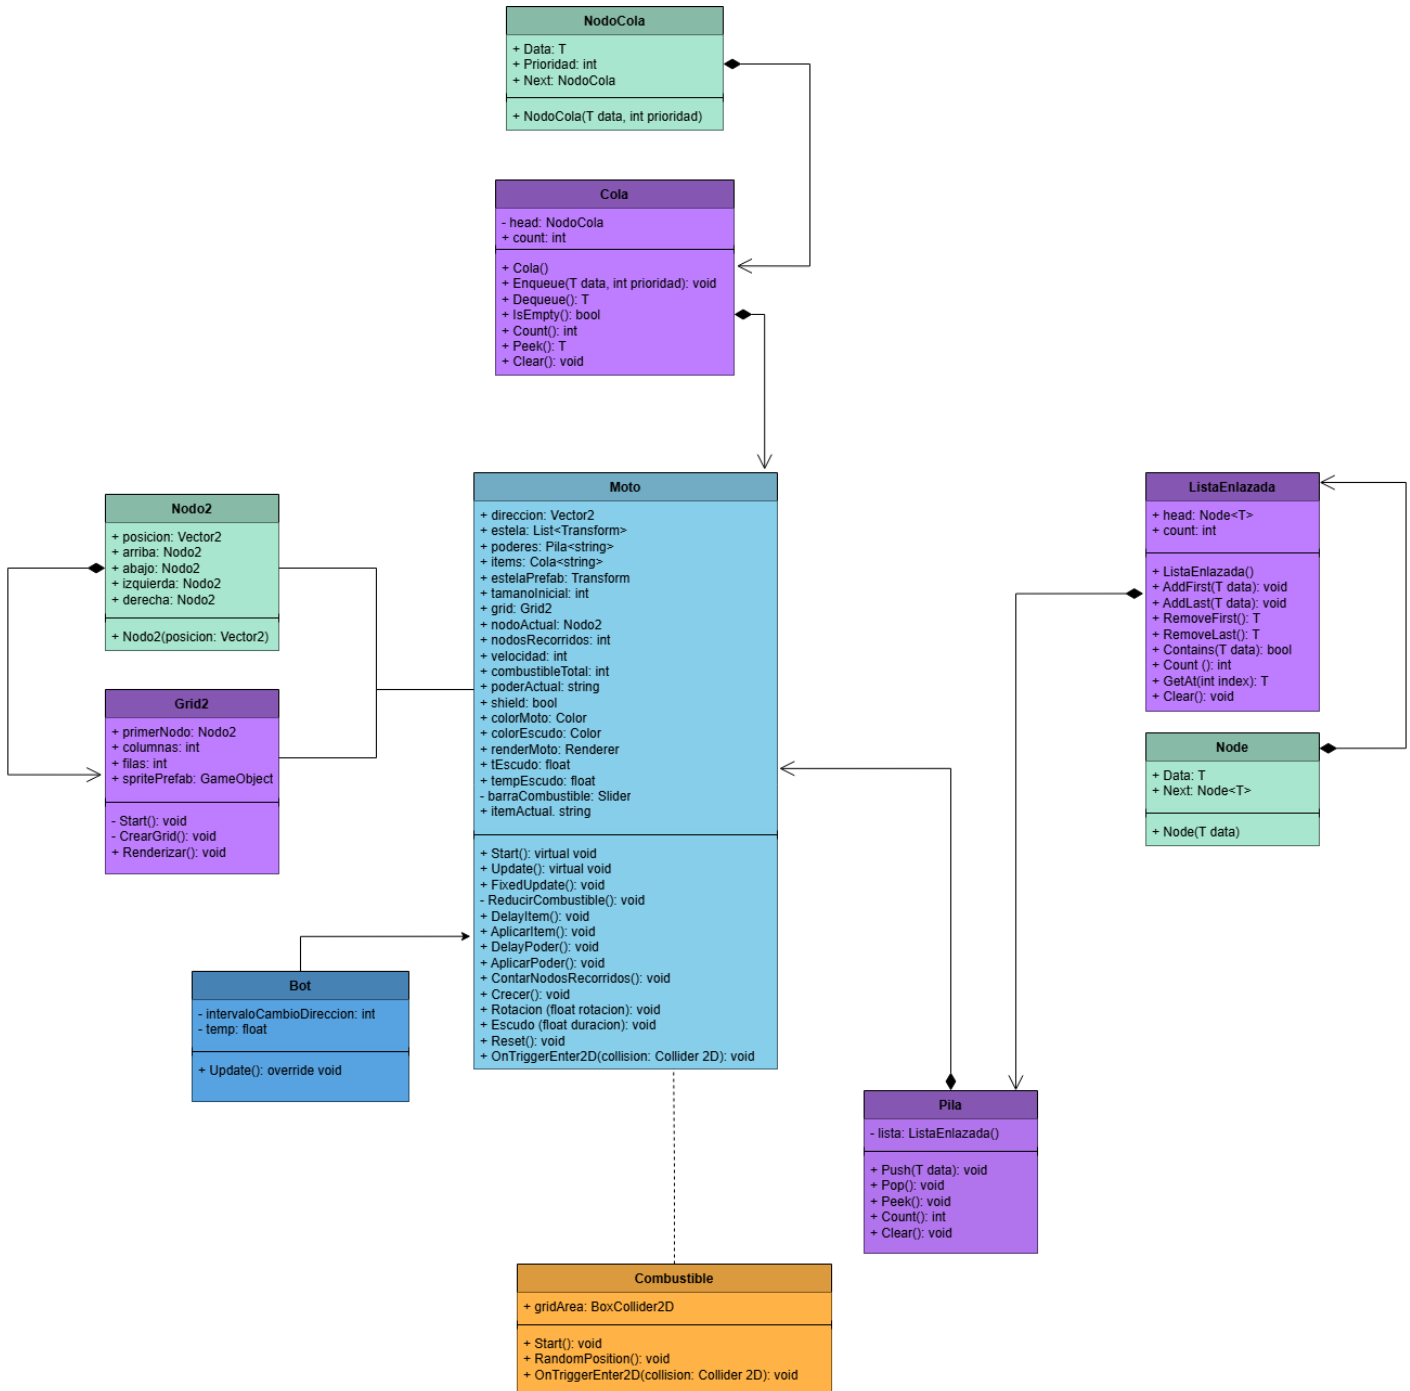 NodoCola
+ Data: T
+ Prioridad: int
+ Next: NodoCola
+ NodoCola(T data, int prioridad)
Cola
- head: NodoCola
+ count: int
+ Cola()
+ Enqueue(T data, int prioridad): void
+ Dequeue(): T
+ IsEmpty(): bool
+ Count(): int
+ Peek(): T
+ Clear(): void
Nodo2
+ posicion: Vector2
+ arriba: Nodo2
+ abajo: Nodo2
+ izquierda: Nodo2
+ derecha: Nodo2
+ Nodo2(posicion: Vector2)
Grid2
+ primerNodo: Nodo2
+ columnas: int
+ filas: int
+ spritePrefab: GameObject
- Start(): void
- CrearGrid(): void
+ Renderizar(): void
Moto
+ direccion: Vector2
+ estela: List<Transform>
+ poderes: Pila<string>
+ items: Cola<string>
+ estelaPrefab: Transform
+ tamanoInicial: int
+ grid: Grid2
+ nodoActual: Nodo2
+ nodosRecorridos: int
+ velocidad: int
+ combustibleTotal: int
+ poderActual: string
+ shield: bool
+ colorMoto: Color
+ colorEscudo: Color
+ renderMoto: Renderer
+ tEscudo: float
+ tempEscudo: float
- barraCombustible: Slider
+ itemActual. string
+ Start(): virtual void
+ Update(): virtual void
+ FixedUpdate(): void
- ReducirCombustible(): void
+ DelayItem(): void
+ AplicarItem(): void
+ DelayPoder(): void
+ AplicarPoder(): void
+ ContarNodosRecorridos(): void
+ Crecer(): void
+ Rotacion (float rotacion): void
+ Escudo (float duracion): void
+ Reset(): void
+ OnTriggerEnter2D(collision: Collider 2D): void
ListaEnlazada
+ head: Node<T>
+ count: int
+ ListaEnlazada()
+ AddFirst(T data): void
+ AddLast(T data): void
+ RemoveFirst(): T
+ RemoveLast(): T
+ Contains(T data): bool
+ Count (): int
+ GetAt(int index): T
+ Clear(): void
Node
+ Data: T
+ Next: Node<T>
+ Node(T data)
Bot
- intervaloCambioDireccion: int
- temp: float
+ Update(): override void
Pila
- lista: ListaEnlazada()
+ Push(T data): void
+ Pop(): void
+ Peek(): void
+ Count(): int
+ Clear(): void
Combustible
+ gridArea: BoxCollider2D
+ Start(): void
+ RandomPosition(): void
+ OnTriggerEnter2D(collision: Collider 2D): void